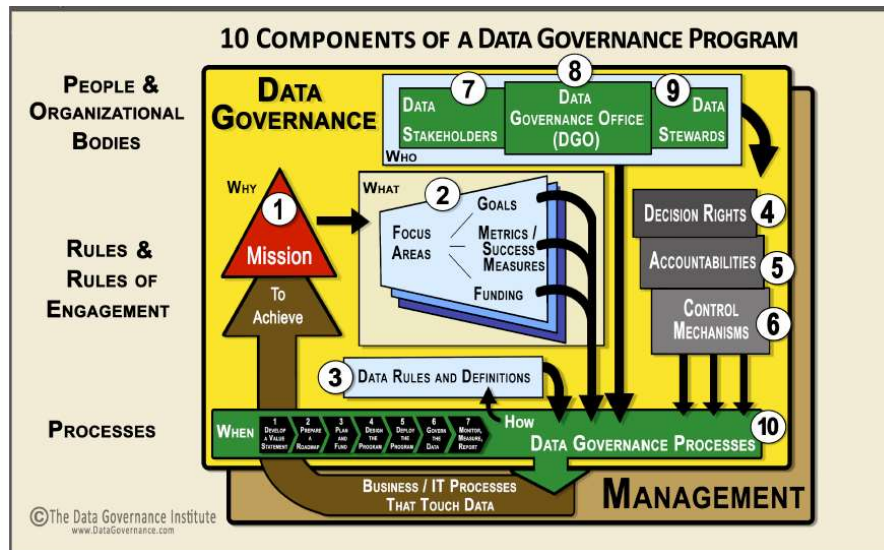 10 COMPONENTS OF A DATA GOVERNANCE PROGRAM
PEOPLE &
ORGANIZATIONAL
BODIES
RULES &
RULES OF
ENGAGEMENT
PROCESSES
DATA
GOVERNANCE
7
DATA
STAKEHOLDERS
8
DATA
GOVERNANCE OFFICE
(DGO)
9
DATA
STEWARDS
WHO
WHY
1
Mission
TO
ACHIEVE
WHAT
2
FOCUS
AREAS
GOALS
METRICS /
SUCCESS
MEASURES
FUNDING
DECISION RIGHTS
4
ACCOUNTABILITIES
5
CONTROL
MECHANISMS
6
3
DATA RULES AND DEFINITIONS
WHEN
1
DEVELOP
A VALUE
STATEMENT
2
PREPARE
A
ROADMAP
3
PLAN
AND
FUND
4
DESIGN
THE
PROGRAM
5
DEPLOY
THE
PROGRAM
6
GOVERN
THE
DATA
7
MONITOR,
MEASURE,
REPORT
HOW
DATA GOVERNANCE PROCESSES
10
BUSINESS / IT PROCESSES
THAT TOUCH DATA
MANAGEMENT
©The Data Governance Institute
www.DataGovernance.com